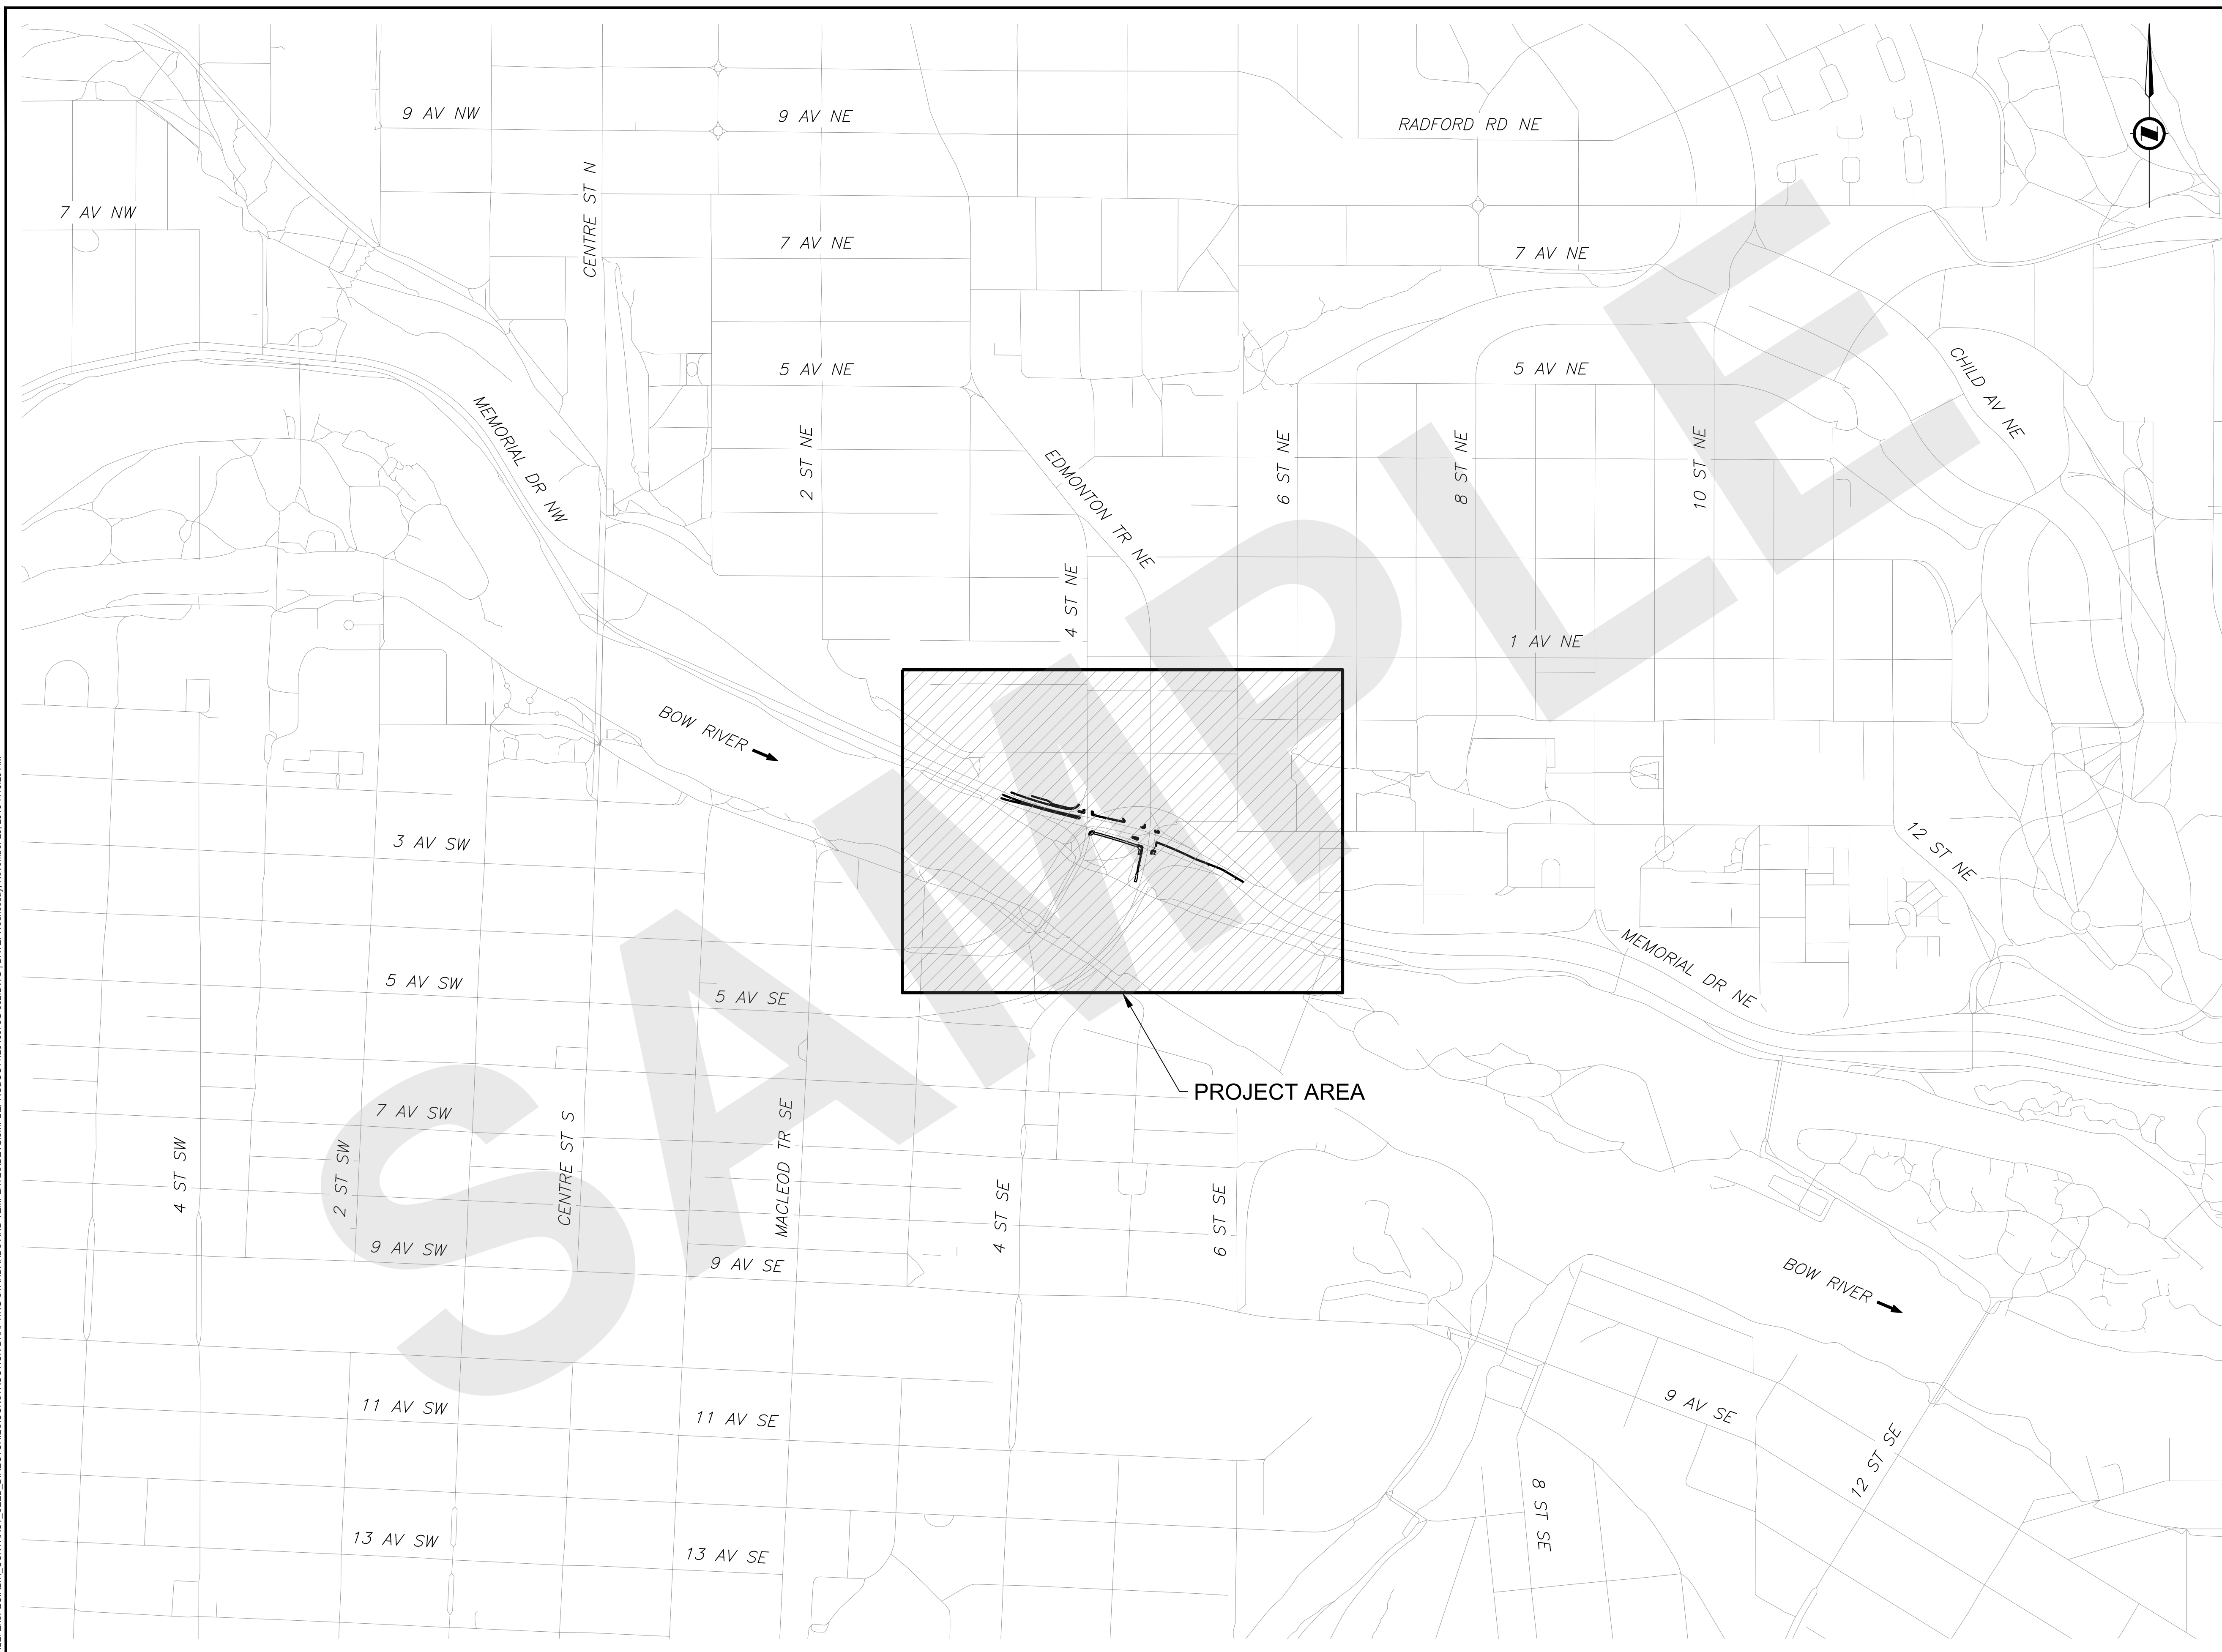 9 AV NW
9 AV NE
RADFORD RD NE
7 AV NW
CENTRE ST N
7 AV NE
7 AV NE
5 AV NE
5 AV NE
CHILD AV NE
MEMORIAL DR NW
2 ST NE
EDMONTON TR NE
6 ST NE
8 ST NE
10 ST NE
4 ST NE
1 AV NE
BOW RIVER
3 AV SW
12 ST NE
5 AV SW
5 AV SE
MEMORIAL DR NE
PROJECT AREA
7 AV SW
4 ST SW
2 ST SW
CENTRE ST S
MACLEOD TR SE
4 ST SE
6 ST SE
9 AV SW
9 AV SE
BOW RIVER
11 AV SW
11 AV SE
9 AV SE
12 ST SE
8 ST SE
13 AV SW
13 AV SE
SAMPLE